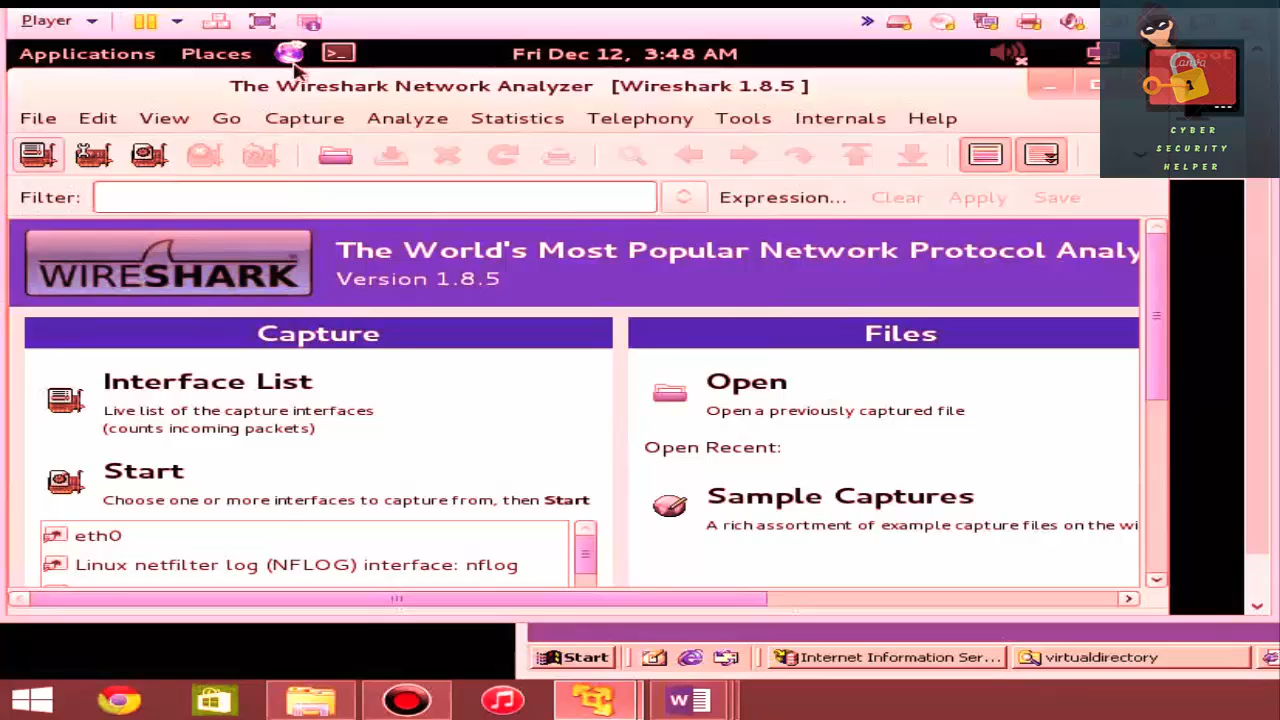 Player
Applications Places Fri Dec 12, 3:48 AM
The Wireshark Network Analyzer [Wireshark 1.8.5 ]
File Edit View Go Capture Analyze Statistics Telephony Tools Internals Help
Canva
CYBER
SECURITY
HELPER
Filter: Expression... Clear Apply Save
WIRESHARK
The World's Most Popular Network Protocol Analy
Version 1.8.5
Capture
Interface List
Live list of the capture interfaces
(counts incoming packets)
Start
Choose one or more interfaces to capture from, then Start
eth0
Linux netfilter log (NFLOG) interface: nflog
Files
Open
Open a previously captured file
Open Recent:
Sample Captures
A rich assortment of example capture files on the wi
Start Internet Information Ser... virtualdirectory